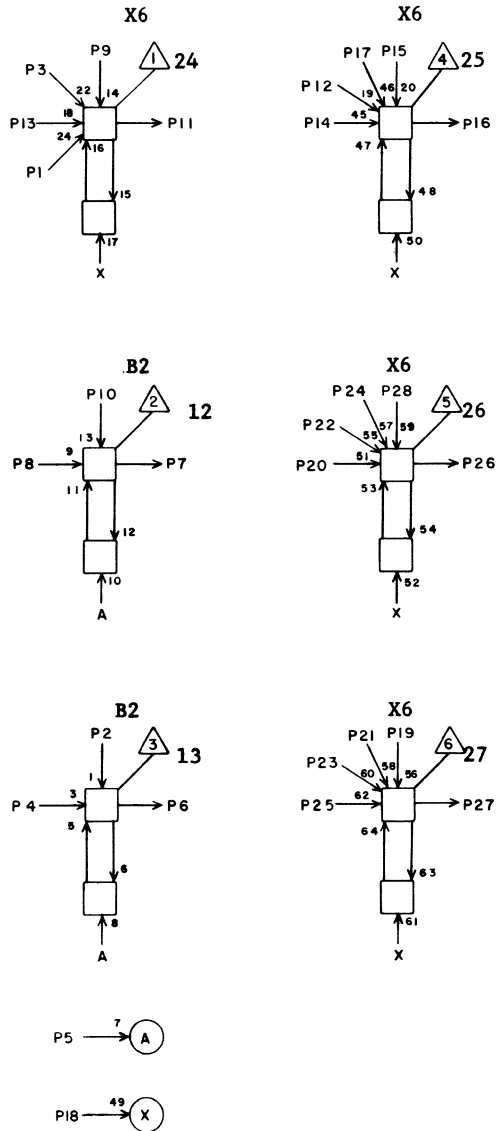 X6
P9
1
24
P3
22
14
P13
18
P11
24
16
P1
15
17
X
X6
P17
P15
4
25
P12
19
46
20
P14
45
P16
47
48
50
X
.B2
P10
2
12
13
P8
9
P7
11
12
10
A
X6
P24
P28
5
26
P22
57
59
55
P20
51
P26
53
54
52
X
B2
P2
3
13
1
P4
3
P6
5
6
8
A
X6
P21
P19
6
27
P23
58
60
56
P25
62
P27
64
63
61
X
P5
7
A
P18
49
X